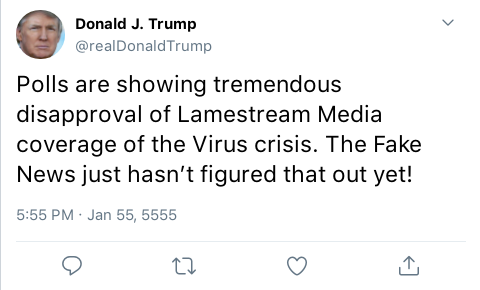 Donald J. Trump
@realDonaldTrump
Polls are showing tremendous
disapproval of Lamestream Media
coverage of the Virus crisis. The Fake
News just hasn’t figured that out yet!
5:55 PM · Jan 55, 5555